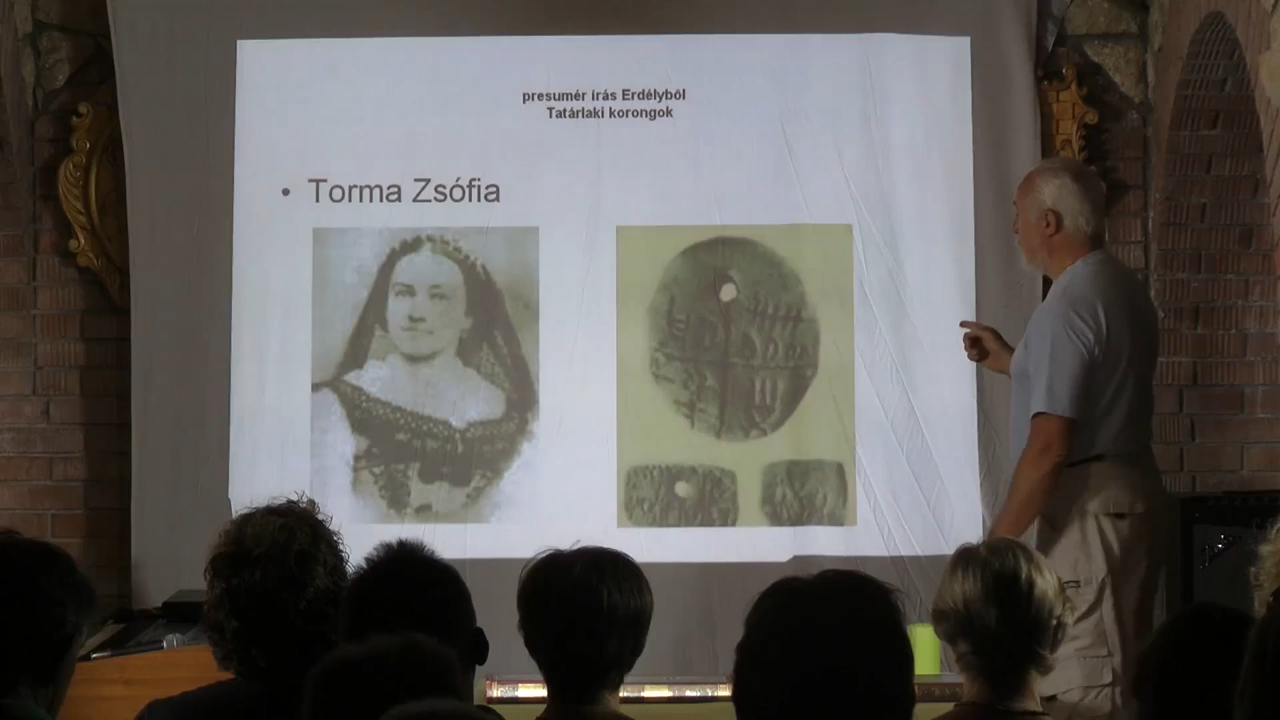 presumér írás Erdélyből
Tatárlaki korongok
• Torma Zsófia